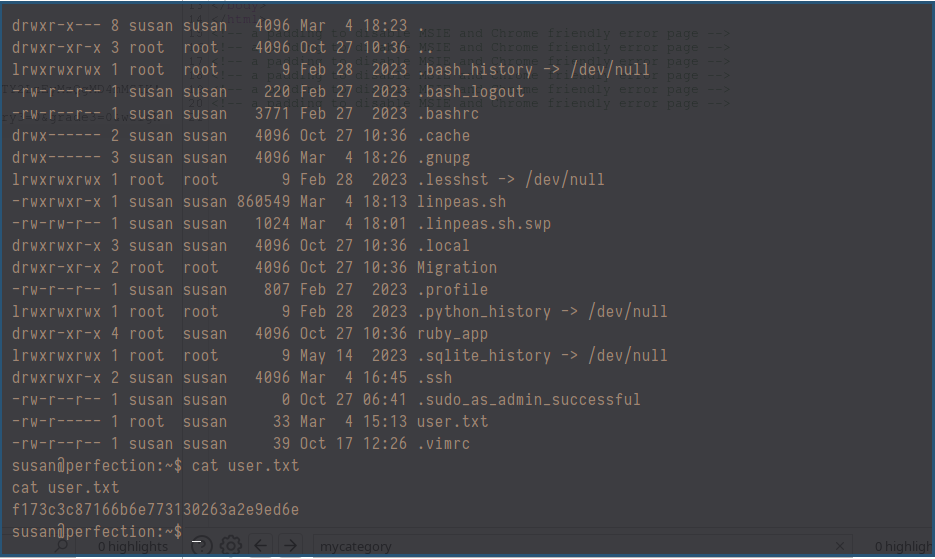 drwxr-x--- 8 susan susan   4096 Mar  4 18:23 .
drwxr-xr-x 3 root  root    4096 Oct 27 10:36 ..
lrwxrwxrwx 1 root  root       9 Feb 28  2023 .bash_history -> /dev/null
-rw-r--r-- 1 susan susan    220 Feb 27  2023 .bash_logout
-rw-r--r-- 1 susan susan   3771 Feb 27  2023 .bashrc
drwx------ 2 susan susan   4096 Oct 27 10:36 .cache
drwx------ 3 susan susan   4096 Mar  4 18:26 .gnupg
lrwxrwxrwx 1 root  root       9 Feb 28  2023 .lesshst -> /dev/null
-rwxrwxr-x 1 susan susan 860549 Mar  4 18:13 linpeas.sh
-rw-rw-r-- 1 susan susan   1024 Mar  4 18:01 .linpeas.sh.swp
drwxrwxr-x 3 susan susan   4096 Oct 27 10:36 .local
drwxr-xr-x 2 root  root    4096 Oct 27 10:36 Migration
-rw-r--r-- 1 susan susan    807 Feb 27  2023 .profile
lrwxrwxrwx 1 root  root       9 Feb 28  2023 .python_history -> /dev/null
drwxr-xr-x 4 root  susan   4096 Oct 27 10:36 ruby_app
lrwxrwxrwx 1 root  root       9 May 14  2023 .sqlite_history -> /dev/null
drwxrwxr-x 2 susan susan   4096 Mar  4 16:45 .ssh
-rw-r--r-- 1 susan susan      0 Oct 27 06:41 .sudo_as_admin_successful
-rw-r----- 1 root  susan     33 Mar  4 15:13 user.txt
-rw-r--r-- 1 susan susan     39 Oct 17 12:26 .vimrc
susan@perfection:~$ cat user.txt
cat user.txt
f173c3c87166b6e773130263a2e9ed6e
susan@perfection:~$
0 highlights mycategory 0 highligh